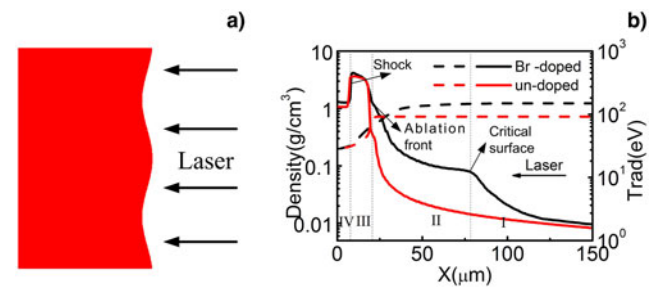 a)
Laser
b)
Density(g/cm³)
10
1
0.1
0.01
Shock
Br -doped
un-doped
Ablation
front
Critical
surface
Laser
IV III II I
0 50 100 150
X(μm)
10³
10²
10¹
10⁰
Trad(eV)